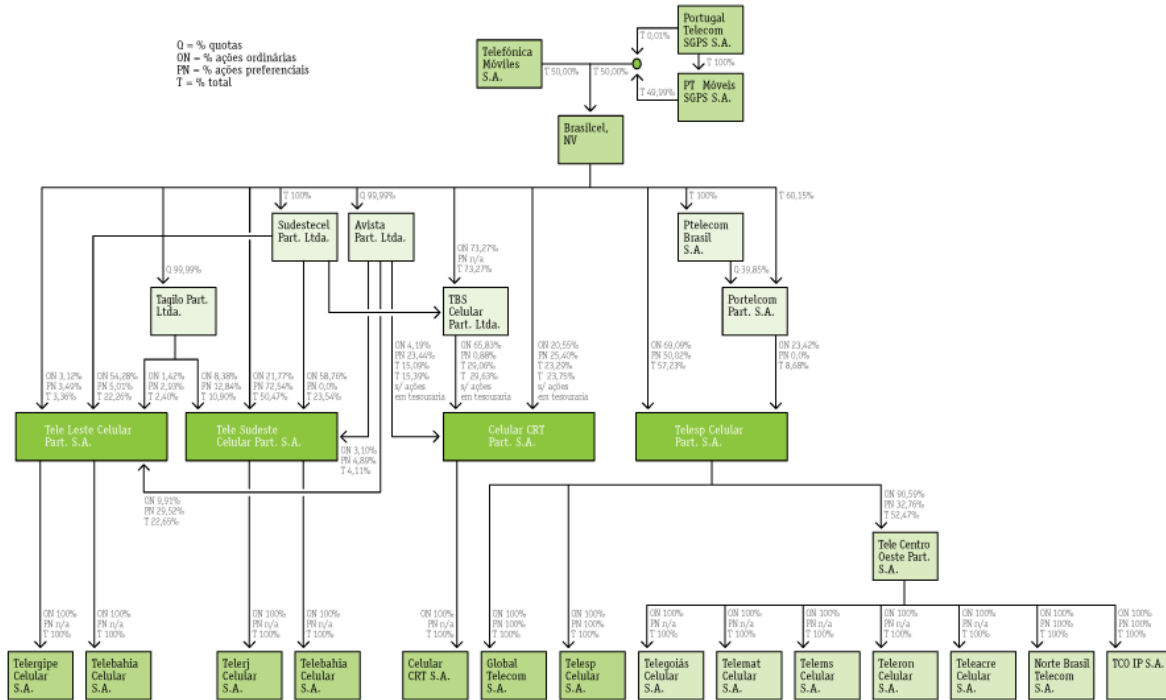 Q = % quotas
ON = % ações ordinárias
PN = % ações preferenciais
T = % total
Telefónica
Móviles
S.A.
Portugal
Telecom
SGPS S.A.
T 0,01%
T 100%
T 50,00%
T 50,00%
T 49,99%
PT Móveis
SGPS S.A.
Brasilcel,
NV
T 100%
Q 99,99%
T 100%
T 60,15%
Sudestecel
Part. Ltda.
Avista
Part. Ltda.
Ptelecom
Brasil
S.A.
ON 73,27%
PN n/a
T 73,27%
Q 99,99%
Q 39,85%
Tagilo Part.
Ltda.
TBS
Celular
Part. Ltda.
Portelcom
Part. S.A.
ON 3,12%
PN 3,49%
T 3,36%
ON 54,28%
PN 5,01%
T 22,26%
ON 1,42%
PN 2,93%
T 2,40%
ON 8,38%
PN 12,84%
T 10,90%
ON 21,77%
PN 72,54%
T 50,47%
ON 58,76%
PN 0,0%
T 23,54%
ON 4,19%
PN 23,44%
T 15,09%
T 15,39%
s/ ações
em tesouraria
ON 65,83%
PN 0,88%
T 29,06%
T 29,63%
s/ ações
em tesouraria
ON 20,55%
PN 25,40%
T 23,29%
T 23,75%
s/ ações
em tesouraria
ON 69,09%
PN 50,02%
T 57,23%
ON 23,42%
PN 0,0%
T 8,68%
Tele Leste Celular
Part. S.A.
Tele Sudeste
Celular Part. S.A.
Celular CRT
Part. S.A.
Telesp Celular
Part. S.A.
ON 3,10%
PN 4,89%
T 4,11%
ON 9,91%
PN 29,52%
T 22,65%
ON 90,59%
PN 32,76%
T 52,47%
Tele Centro
Oeste Part.
S.A.
ON 100%
PN n/a
T 100%
ON 100%
PN n/a
T 100%
ON 100%
PN n/a
T 100%
ON 100%
PN n/a
T 100%
ON 100%
PN n/a
T 100%
ON 100%
PN 100%
T 100%
ON 100%
PN 100%
T 100%
ON 100%
PN n/a
T 100%
ON 100%
PN n/a
T 100%
ON 100%
PN n/a
T 100%
ON 100%
PN n/a
T 100%
ON 100%
PN n/a
T 100%
ON 100%
PN 100%
T 100%
ON 100%
PN 100%
T 100%
Telergipe
Celular
S.A.
Telebahia
Celular
S.A.
Telerj
Celular
S.A.
Telebahia
Celular
S.A.
Celular
CRT S.A.
Global
Telecom
S.A.
Telesp
Celular
S.A.
Telegoiás
Celular
S.A.
Telemat
Celular
S.A.
Telems
Celular
S.A.
Teleron
Celular
S.A.
Teleacre
Celular
S.A.
Norte Brasil
Telecom
S.A.
TCO IP S.A.